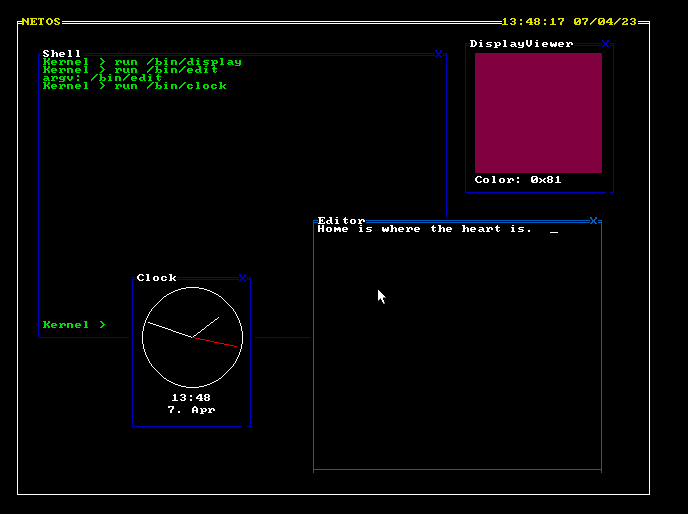 NETOS 13:48:17 07/04/23
Shell X
Kernel > run /bin/display
Kernel > run /bin/edit
argv: /bin/edit
Kernel > run /bin/clock
Kernel >
DisplayViewer X
Color: 0x81
Editor X
Home is where the heart is. _
Clock X
13:48
7. Apr